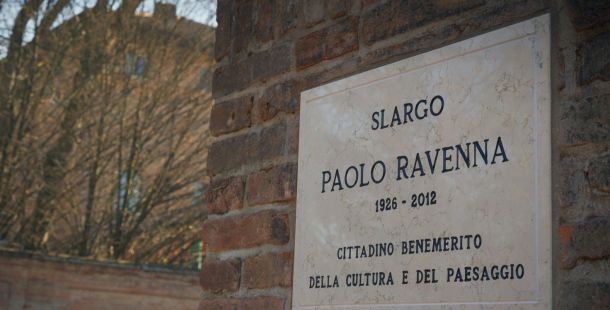 SLARGO
PAOLO RAVENNA
1926 - 2012
CITTADINO BENEMERITO
DELLA CULTURA E DEL PAESAGGIO